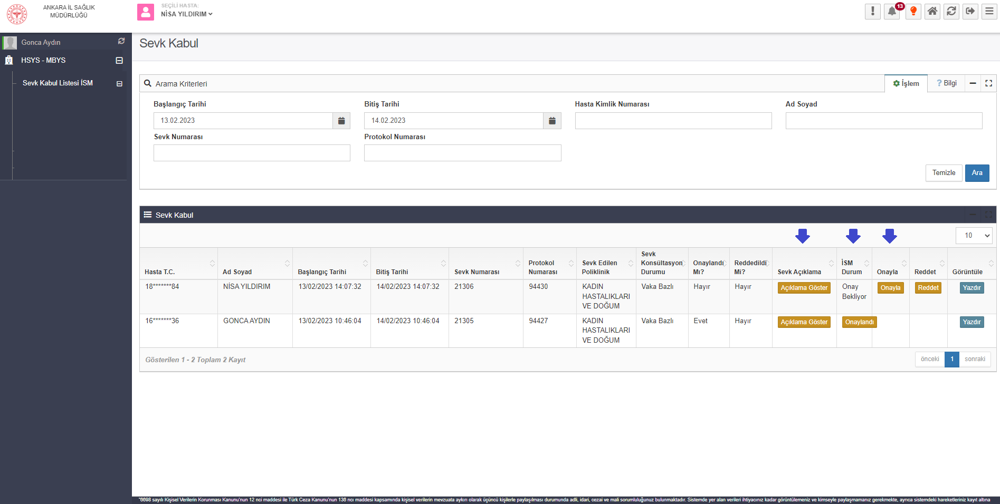 ANKARA İL SAĞLIK
MÜDÜRLÜĞÜ
SEÇİLİ HASTA:
NİSA YILDIRIM
13
Gonca Aydın
HSYS - MBYS
Sevk Kabul Listesi İSM
Sevk Kabul
Arama Kriterleri
İşlem
? Bilgi
Başlangıç Tarihi
Bitiş Tarihi
Hasta Kimlik Numarası
Ad Soyad
13.02.2023
14.02.2023
Sevk Numarası
Protokol Numarası
Temizle
Ara
Sevk Kabul
10
Hasta T.C.
Ad Soyad
Başlangıç Tarihi
Bitiş Tarihi
Sevk Numarası
Protokol
Numarası
Sevk Edilen
Poliklinik
Sevk
Konsültasyon
Durumu
Onaylandı
Mı?
Reddedildi
Mi?
Sevk Açıklama
İSM
Durum
Onayla
Reddet
Görüntüle
18*******84
NİSA YILDIRIM
13/02/2023 14:07:32
14/02/2023 14:07:32
21306
94430
KADIN
HASTALIKLARI
VE DOĞUM
Vaka Bazlı
Hayır
Hayır
Açıklama Göster
Onay
Bekliyor
Onayla
Reddet
Yazdır
16*******36
GONCA AYDIN
13/02/2023 10:46:04
14/02/2023 10:46:04
21305
94427
KADIN
HASTALIKLARI
VE DOĞUM
Vaka Bazlı
Evet
Hayır
Açıklama Göster
Onaylandı
Yazdır
Gösterilen 1 - 2 Toplam 2 Kayıt
önceki
1
sonraki
"6698 sayılı Kişisel Verilerin Korunması Kanunu'nun 12 nci maddesi ile Türk Ceza Kanunu'nun 136 ncı maddesi kapsamında kişisel verilerin mevzuata aykırı olarak üçüncü kişilerle paylaşılması durumunda adli, idari, cezai ve mali sorumluluğunuz bulunmaktadır. Sistemde yer alan verileri ihtiyacınız kadar görüntülemeniz ve kimseyle paylaşmamanız gerekmekte, ayrıca sistemdeki hareketleriniz kayıt altına